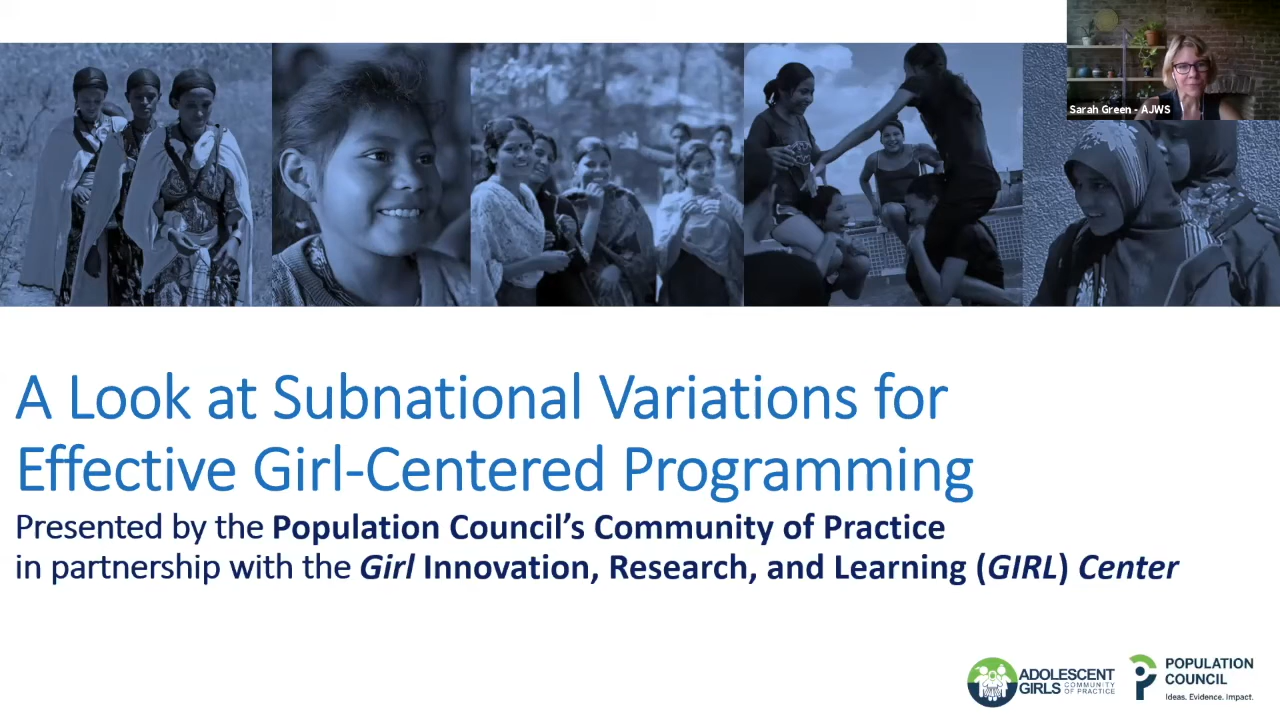 Sarah Green - AJWS
A Look at Subnational Variations for
Effective Girl-Centered Programming
Presented by the Population Council’s Community of Practice
in partnership with the Girl Innovation, Research, and Learning (GIRL) Center
ADOLESCENT
GIRLS COMMUNITY
OF PRACTICE
POPULATION
COUNCIL
Ideas. Evidence. Impact.